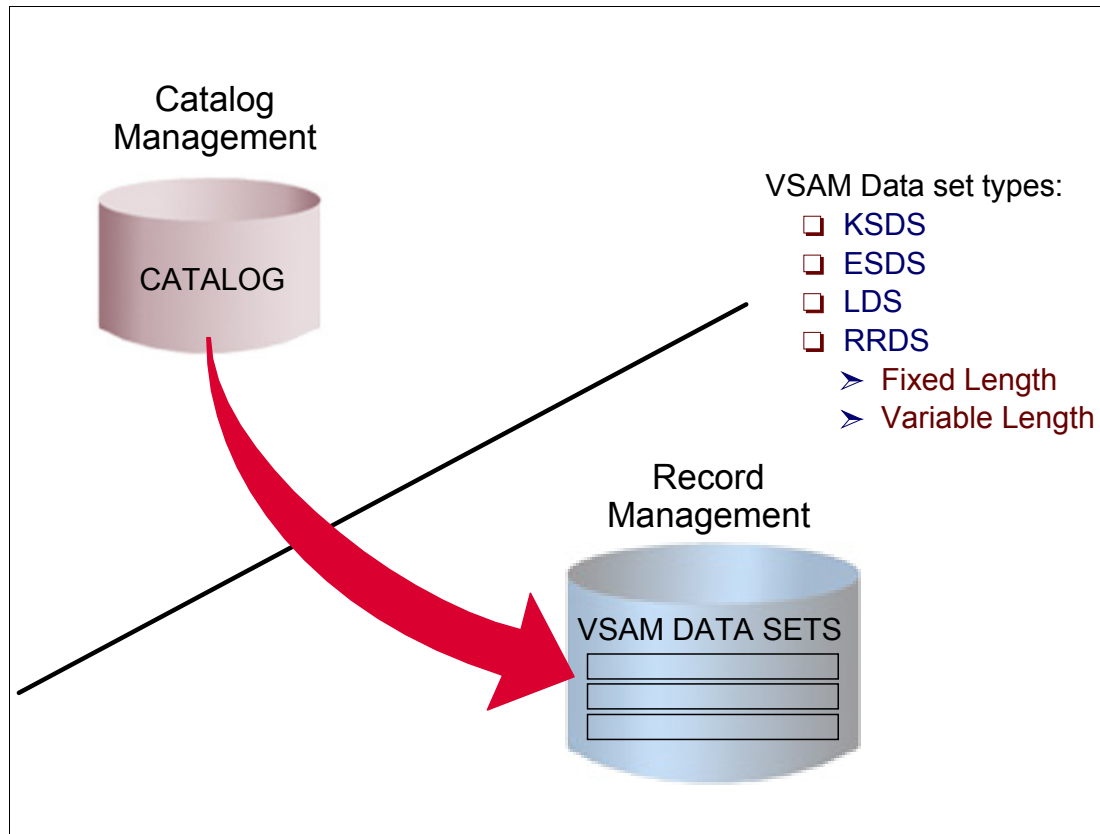 Catalog
Management
CATALOG
VSAM Data set types:
KSDS
ESDS
LDS
RRDS
Fixed Length
Variable Length
Record
Management
VSAM DATA SETS